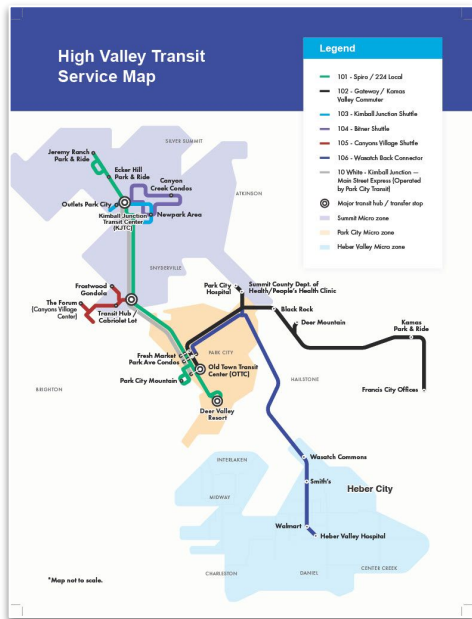 High Valley Transit
Service Map
Legend
101 - Spiro / 224 Local
102 - Gateway / Kamas
Valley Commuter
103 - Kimball Junction Shuttle
104 - Bitner Shuttle
105 - Canyons Village Shuttle
106 - Wasatch Back Connector
10 White - Kimball Junction —
Main Street Express (Operated
by Park City Transit)
Major transit hub / transfer stop
Summit Micro zone
Park City Micro zone
Heber Valley Micro zone
SILVER SUMMIT
Jeremy Ranch
Park & Ride
Ecker Hill
Park & Ride
Canyon
Creek Condos
ATKINSON
Outlets Park City
Kimball Junction
Transit Center
(KJTC)
Newpark Area
SNYDERVILLE
Frostwood
Gondola
The Forum
(Canyons Village
Center)
Transit Hub /
Cabriolet Lot
Park City
Hospital
Summit County Dept. of
Health/People's Health Clinic
Black Rock
Deer Mountain
Kamas
Park & Ride
Francis City Offices
Fresh Market
Park Ave Condos
PARK CITY
Old Town Transit
Center (OTTC)
Park City Mountain
HAILSTONE
BRIGHTON
Deer Valley
Resort
INTERLAKEN
Wasatch Commons
Smith's
Heber City
MIDWAY
Walmart
Heber Valley Hospital
CHARLESTON
DANIEL
CENTER CREEK
*Map not to scale.